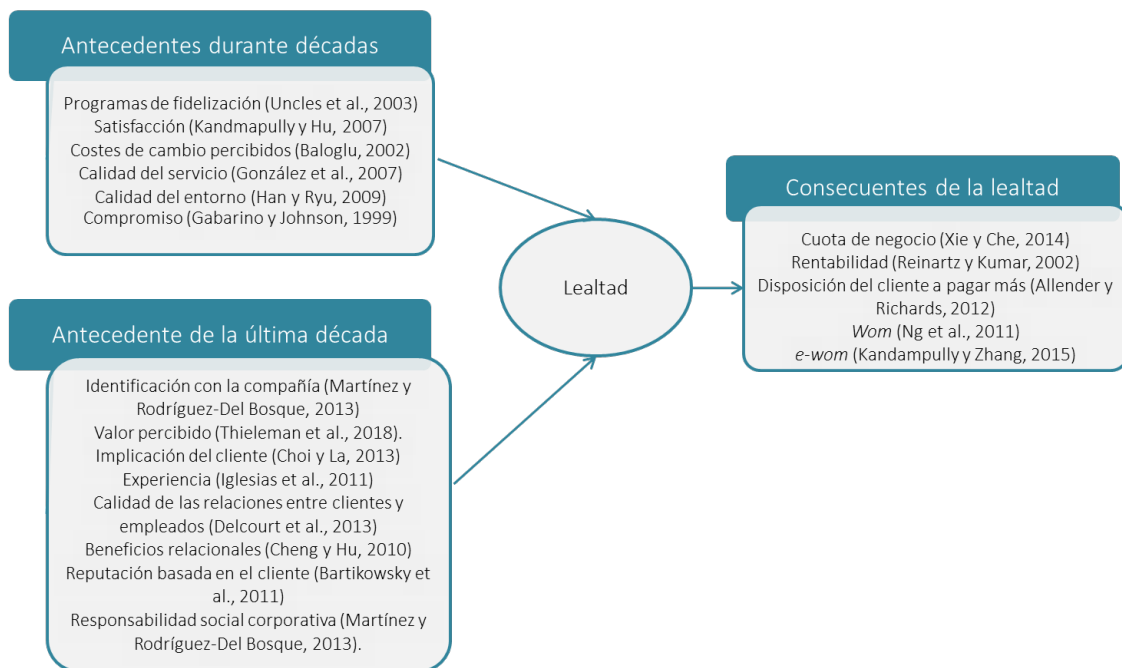 Antecedentes durante décadas
Programas de fidelización (Uncles et al., 2003)
Satisfacción (Kandmapully y Hu, 2007)
Costes de cambio percibidos (Baloglu, 2002)
Calidad del servicio (González et al., 2007)
Calidad del entorno (Han y Ryu, 2009)
Compromiso (Gabarino y Johnson, 1999)
Antecedente de la última década
Identificación con la compañía (Martínez y
Rodríguez-Del Bosque, 2013)
Valor percibido (Thieleman et al., 2018).
Implicación del cliente (Choi y La, 2013)
Experiencia (Iglesias et al., 2011)
Calidad de las relaciones entre clientes y
empleados (Delcourt et al., 2013)
Beneficios relacionales (Cheng y Hu, 2010)
Reputación basada en el cliente (Bartikowsky et
al., 2011)
Responsabilidad social corporativa (Martínez y
Rodríguez-Del Bosque, 2013).
Lealtad
Consecuentes de la lealtad
Cuota de negocio (Xie y Che, 2014)
Rentabilidad (Reinartz y Kumar, 2002)
Disposición del cliente a pagar más (Allender y
Richards, 2012)
Wom (Ng et al., 2011)
e-wom (Kandampully y Zhang, 2015)